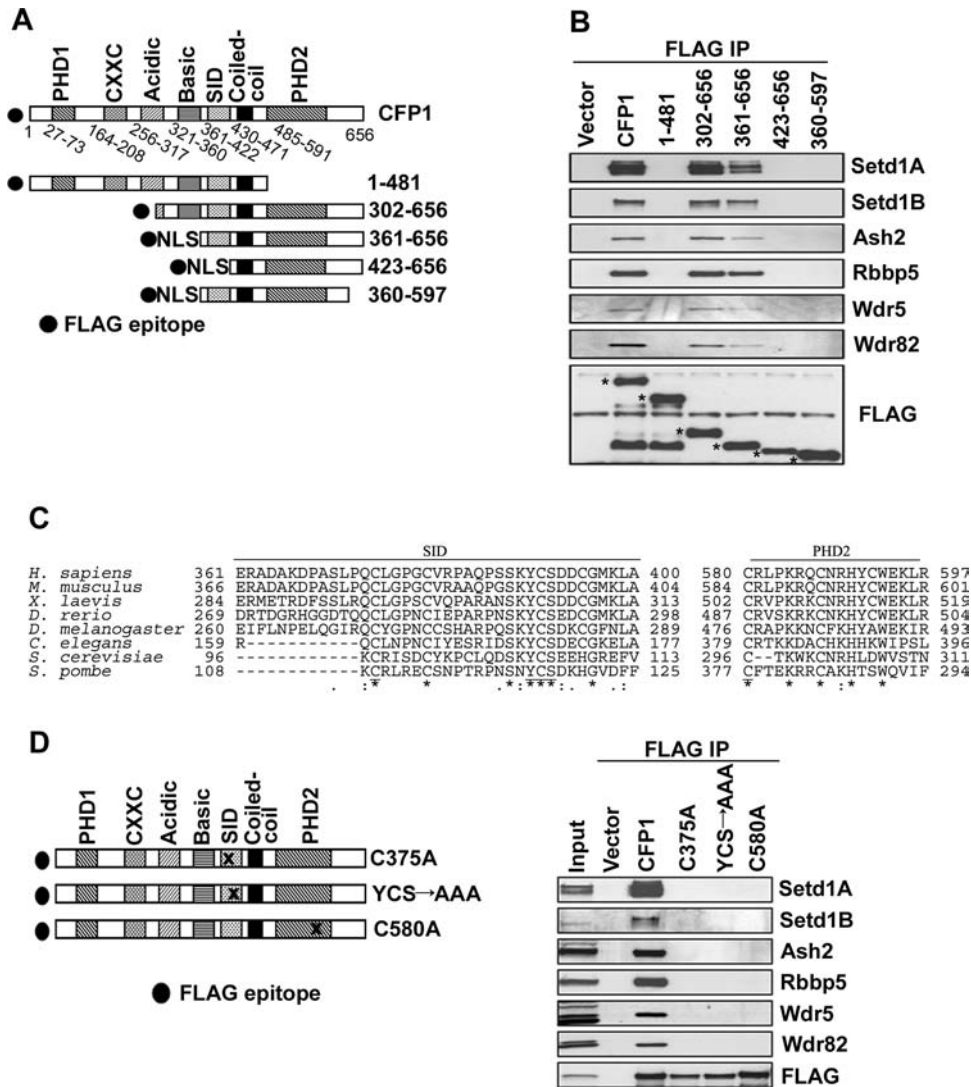 A
PHD1
CXXC
Acidic
Basic
SID
Coiled-
coil
PHD2
CFP1
1
27-73
164-208
256-317
321-360
361-422
430-471
485-591
656
1-481
302-656
NLS
361-656
NLS
423-656
NLS
360-597
FLAG epitope
B
FLAG IP
Vector
CFP1
1-481
302-656
361-656
423-656
360-597
Setd1A
Setd1B
Ash2
Rbbp5
Wdr5
Wdr82
FLAG
* * * * * *
C
SID PHD2
H. sapiens 361 ERADAKDPASLPQCLGPGCVRPAQPSSKYCSDDCGMKLA 400 580 CRLPKRQCNRHYCWEKLR 597
M. musculus 366 ERADAKDPASLPQCLGPGCVRAAQPGSKYCSDDCGMKLA 404 584 CRLPKRQCNRHYCWEKLR 601
X. laevis 284 ERMETRDFSSLRQCLGPSCVQPARANSKYCSDDCGMKLA 313 502 CRVPKRKCNRHYCWEKLR 519
D. rerio 269 DRTDGRHGGDTQKCLGPNCIEPARANSKYCSDDCGMKLA 298 487 CRVSKRKCNRHYCWEKLR 504
D. melanogaster 260 EIFLNPELQGIRQCYGPNCCSHARPQSKYCSDKCGFNLA 289 476 CRAPKKNCFKHYAWEKIR 493
C. elegans 159 R------------QCLNPNCIYESRIDSKYCSDECGKELA 177 379 CHKKFCNKHHHWIKSPL 396
S. cerevisiae 96 -------------KCRISDCYKPCLQDSKYCSEEHGREFV 113 296 C--TKWKCNRHLDWVSTN 311
S. pombe 108 -------------KCRLRECSNPTRPNSNYCSDKHGVDFF 125 377 CFTEKRRCAKHTSWQVIF 294
. :* * .:***:. * .: * * * :* *
D
PHD1
CXXC
Acidic
Basic
SID
Coiled-
coil
PHD2
x
C375A
x
YCS→AAA
x
C580A
FLAG epitope
FLAG IP
Input
Vector
CFP1
C375A
YCS→AAA
C580A
Setd1A
Setd1B
Ash2
Rbbp5
Wdr5
Wdr82
FLAG